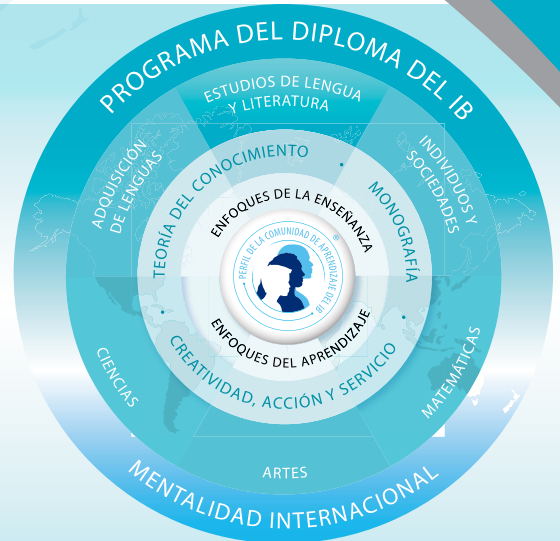 PROGRAMA DEL DIPLOMA DEL IB
ESTUDIOS DE LENGUA
Y LITERATURA
ADQUISICIÓN
DE LENGUAS
INDIVIDUOS Y
SOCIEDADES
TEORÍA DEL CONOCIMIENTO
MONOGRAFÍA
ENFOQUES DE LA ENSEÑANZA
PERFIL DE LA COMUNIDAD DE APRENDIZAJE DEL IB
®
ENFOQUES DEL APRENDIZAJE
CREATIVIDAD, ACCIÓN Y SERVICIO
CIENCIAS
MATEMÁTICAS
ARTES
MENTALIDAD INTERNACIONAL